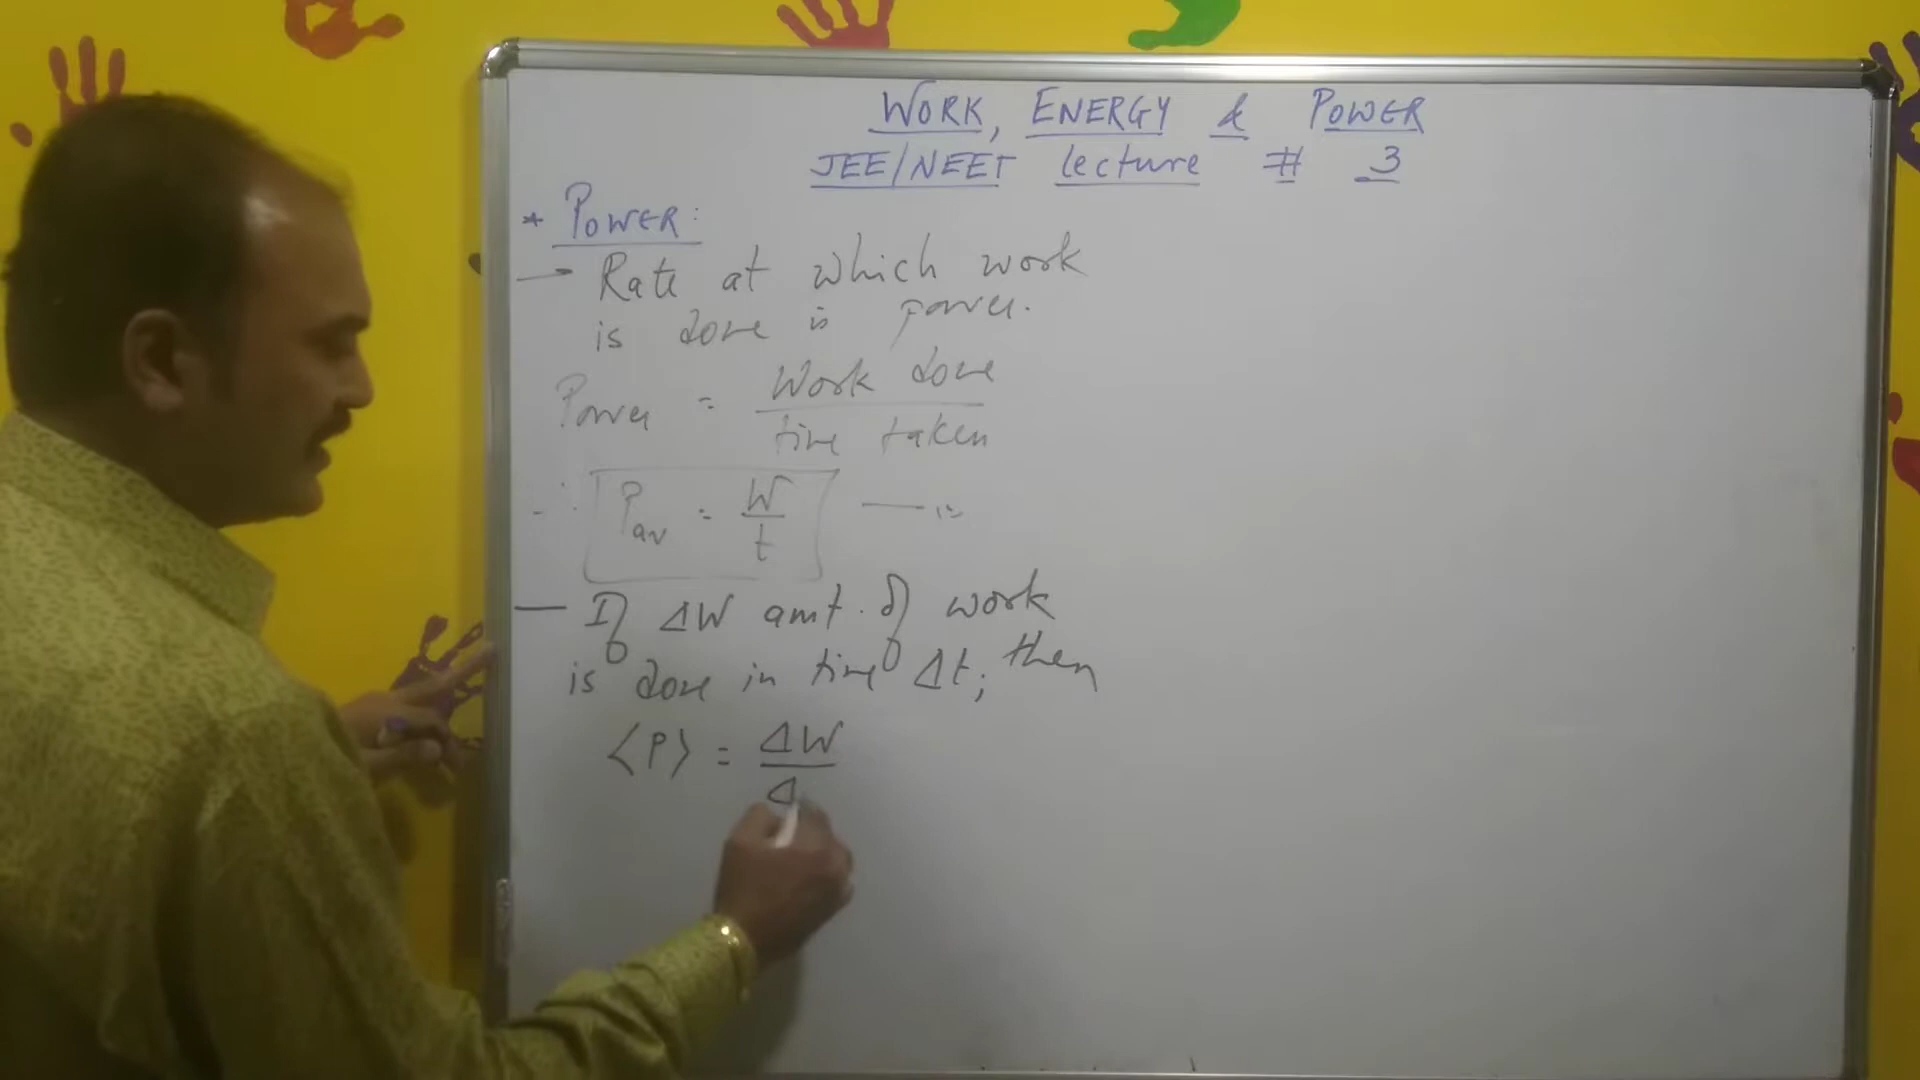 WORK, ENERGY & POWER
JEE/NEET lecture # 3
* POWER:
→ Rate at which work
is done is power.
Power = Work done
time taken
∴ Pav = W
t
— If ΔW amt. of work
is done in time Δt; then
⟨P⟩ = ΔW
Δ